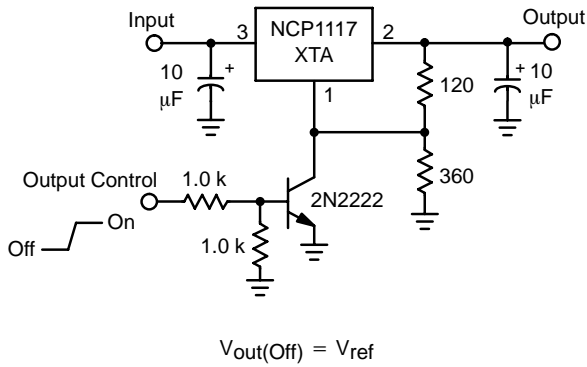 Input
Output
3
NCP1117
XTA
2
10
μF
+
1
120
+
10
μF
360
Output Control
1.0 k
2N2222
On
Off
1.0 k
Vout(Off) = Vref